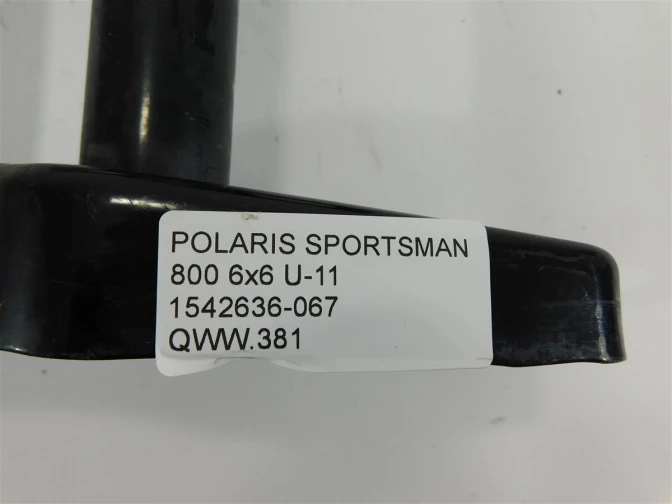 POLARIS SPORTSMAN
800 6x6 U-11
1542636-067
QWW.381